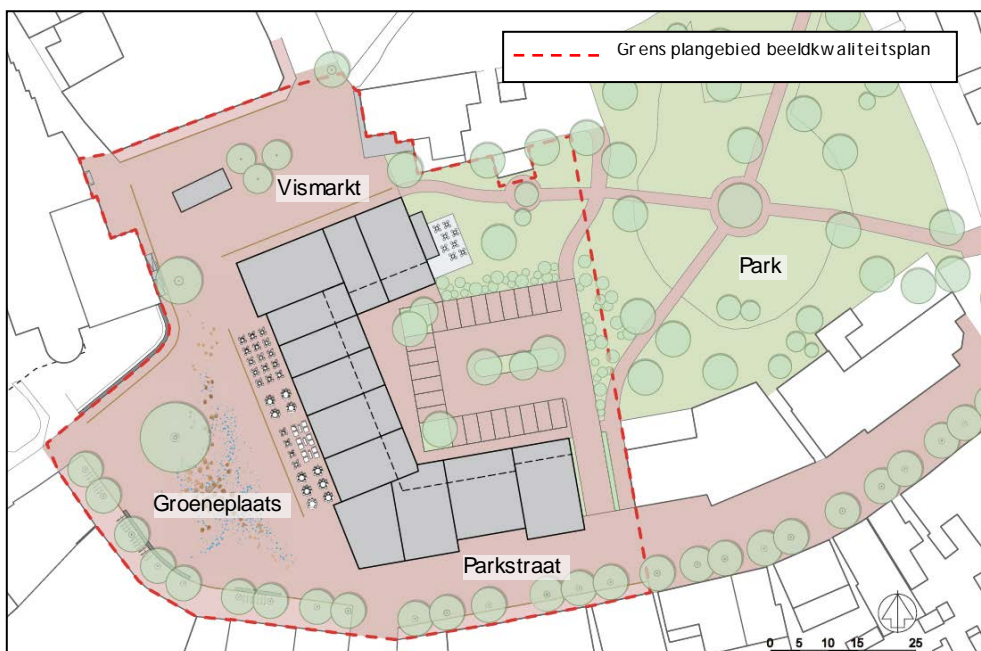 Grens plangebied beeldkwaliteitsplan
Vismarkt
Park
Groeneplaats
Parkstraat
0 5 10 15 25